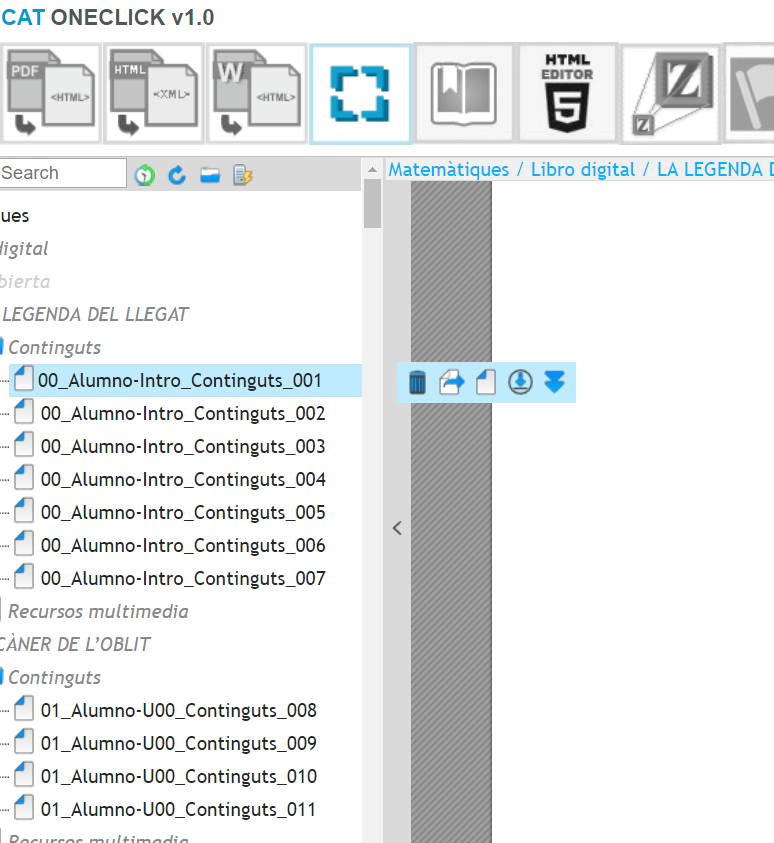 CAT ONECLICK v1.0
PDF <HTML>
HTML <XML>
W <HTML>
HTML EDITOR 5
Z
Z
Search
Matemàtiques / Libro digital / LA LEGENDA D
ues
digital
bierta
LEGENDA DEL LLEGAT
Continguts
00_Alumno-Intro_Continguts_001
00_Alumno-Intro_Continguts_002
00_Alumno-Intro_Continguts_003
00_Alumno-Intro_Continguts_004
00_Alumno-Intro_Continguts_005
00_Alumno-Intro_Continguts_006
00_Alumno-Intro_Continguts_007
Recursos multimedia
CÀNER DE L’OBLIT
Continguts
01_Alumno-U00_Continguts_008
01_Alumno-U00_Continguts_009
01_Alumno-U00_Continguts_010
01_Alumno-U00_Continguts_011
Recursos multimedia